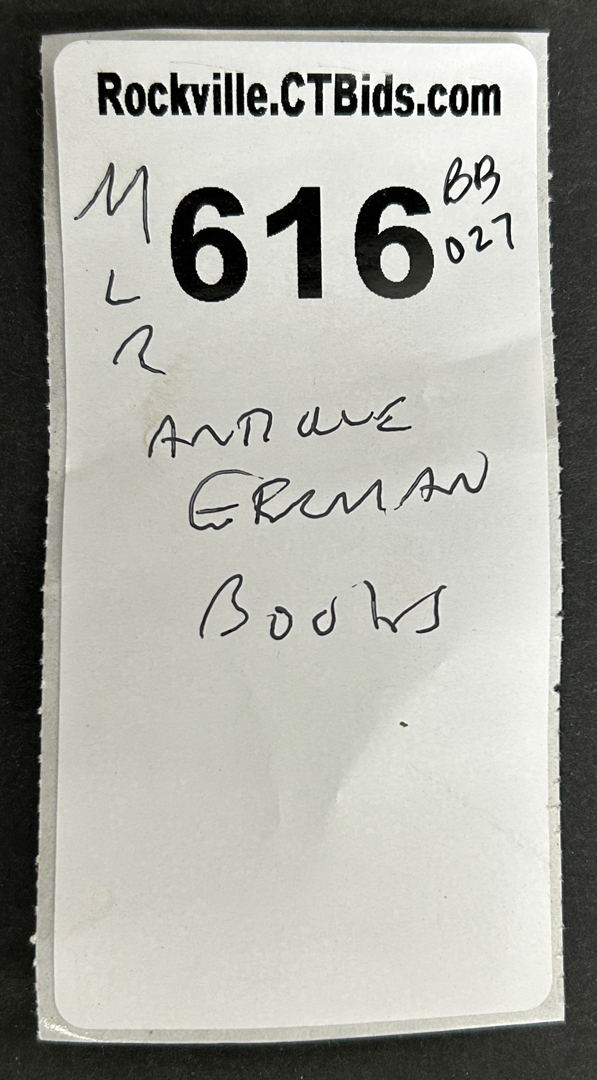 Rockville.CTBids.com
M 616 BB
L 027
R
ANTIQUE
GERMAN
BOOKS